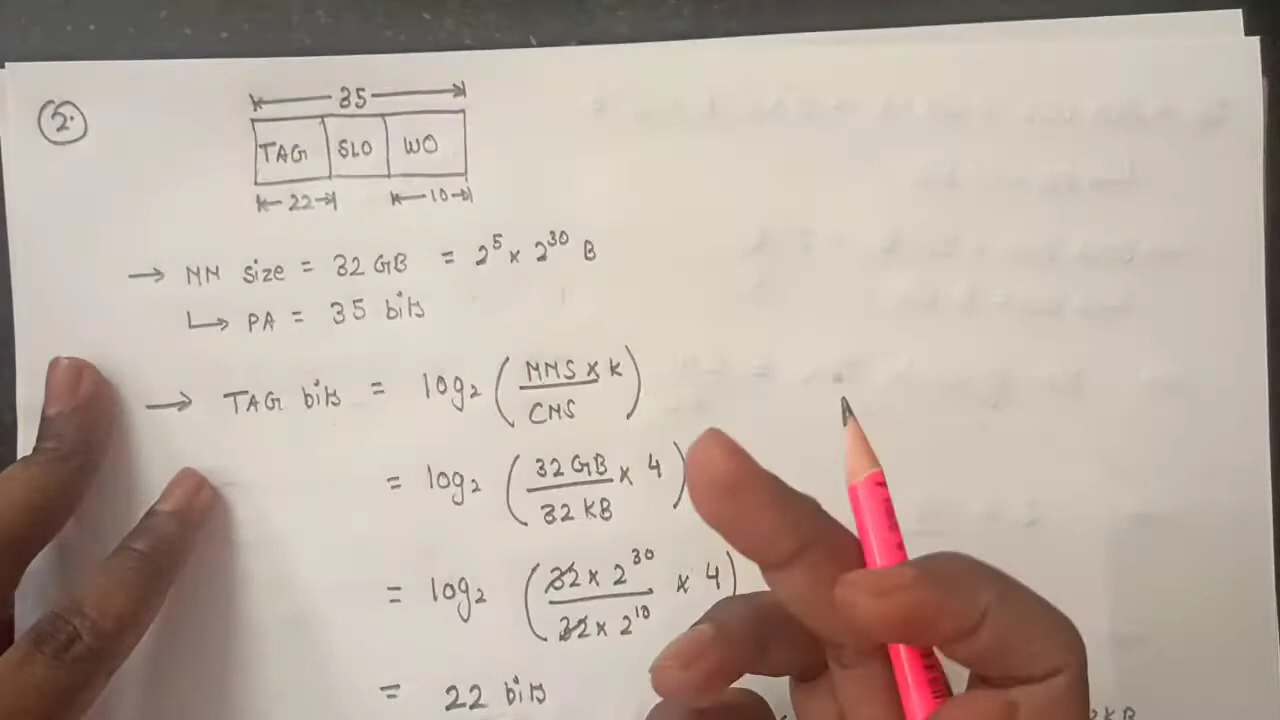 2.
35
TAG SLO WO
22 10
→ MM size = 32 GB = 2^5 × 2^30 B
↳ PA = 35 bits
→ TAG bits = log₂ (MMS × K / CMS)
= log₂ (32 GB / 32 KB × 4)
= log₂ (32 × 2^30 / 32 × 2^10 × 4)
= 22 bits